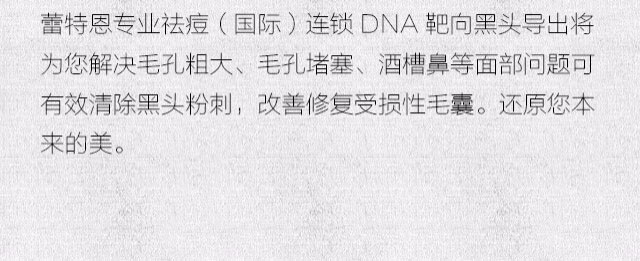 蕾特恩专业祛痘（国际）连锁 DNA 靶向黑头导出将
为您解决毛孔粗大、毛孔堵塞、酒槽鼻等面部问题可
有效清除黑头粉刺，改善修复受损性毛囊。还原您本
来的美。